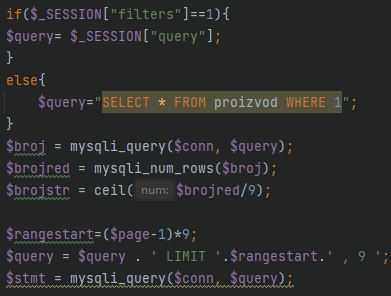 if($_SESSION["filters"]==1){
$query= $_SESSION["query"];
}
else{
$query="SELECT * FROM proizvod WHERE 1";
}
$broj = mysqli_query($conn, $query);
$brojred = mysqli_num_rows($broj);
$brojstr = ceil( num: $brojred/9);
$rangestart=($page-1)*9;
$query = $query . ' LIMIT '.$rangestart.' , 9 ';
$stmt = mysqli_query($conn, $query);